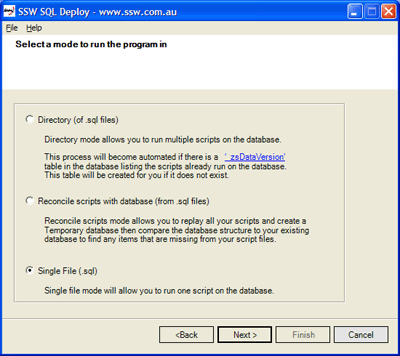 SSW SQL Deploy - www.ssw.com.au
File Help
Select a mode to run the program in
Directory (of .sql files)
Directory mode allows you to run multiple scripts on the database.
This process will become automated if there is a '_zsDataVersion'
table in the database listing the scripts already run on the database.
This table will be created for you if it does not exist.
Reconcile scripts with database (from .sql files)
Reconcile scripts mode allows you to replay all your scripts and create a
Temporary database then compare the database structure to your existing
database to find any items that are missing from your script files.
Single File (.sql)
Single file mode will allow you to run one script on the database.
<Back Next > Finish Cancel